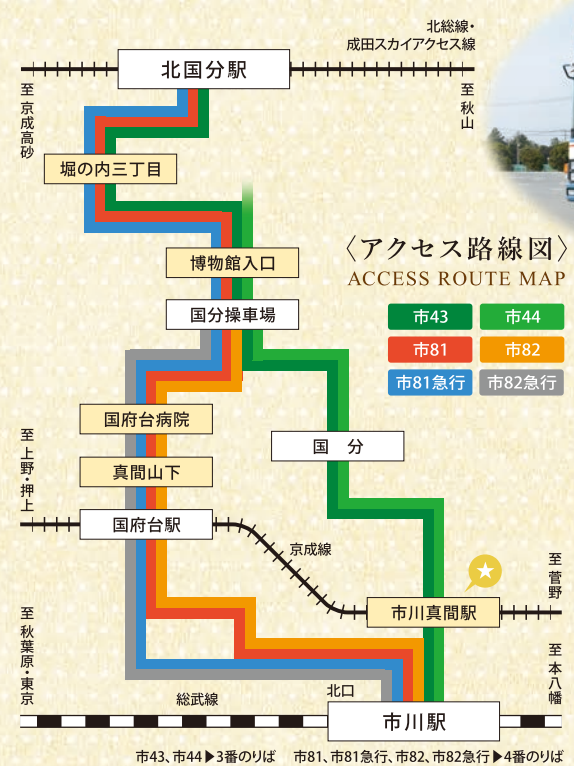 北総線・
成田スカイアクセス線
北国分駅
至 京成高砂
至 秋山
堀の内三丁目
〈アクセス路線図〉
ACCESS ROUTE MAP
博物館入口
国分操車場
市43
市44
市81
市82
市81急行
市82急行
国府台病院
国 分
至 上野・押上
真間山下
国府台駅
京成線
至 菅野
市川真間駅
至 秋葉原・東京
至 本八幡
総武線
北口
市川駅
市43、市44▶3番のりば 市81、市81急行、市82、市82急行▶4番のりば